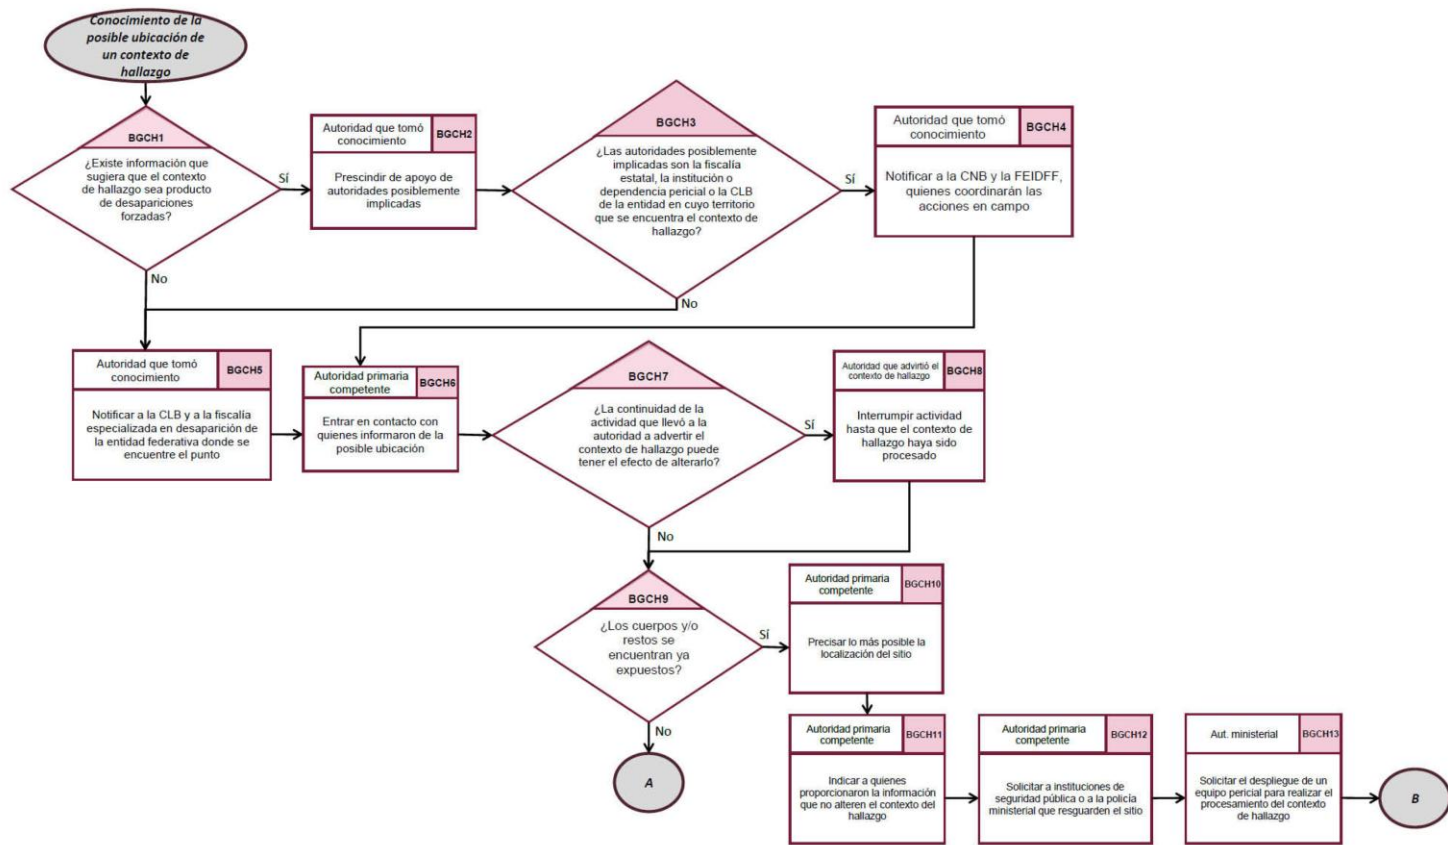 Conocimiento de la
posible ubicación de
un contexto de
hallazgo
BGCH1
¿Existe información que
sugiera que el contexto
de hallazgo sea producto
de desapariciones
forzadas?
Sí
No
Autoridad que tomó
conocimiento
BGCH2
Prescindir de apoyo de
autoridades posiblemente
implicadas
BGCH3
¿Las autoridades posiblemente
implicadas son la fiscalía
estatal, la institución o
dependencia pericial o la CLB
de la entidad en cuyo territorio
que se encuentra el contexto de
hallazgo?
Sí
No
Autoridad que tomó
conocimiento
BGCH4
Notificar a la CNB y la FEIDFF,
quienes coordinarán las
acciones en campo
Autoridad que tomó
conocimiento
BGCH5
Notificar a la CLB y a la fiscalía
especializada en desaparición de
la entidad federativa donde se
encuentre el punto
Autoridad primaria
competente
BGCH6
Entrar en contacto con
quienes informaron de la
posible ubicación
BGCH7
¿La continuidad de la
actividad que llevó a la
autoridad a advertir el
contexto de hallazgo puede
tener el efecto de alterarlo?
Sí
No
Autoridad que advirtió el
contexto de hallazgo
BGCH8
Interrumpir actividad
hasta que el contexto de
hallazgo haya sido
procesado
BGCH9
¿Los cuerpos y/o
restos se
encuentran ya
expuestos?
Sí
No
Autoridad primaria
competente
BGCH10
Precisar lo más posible la
localización del sitio
A
Autoridad primaria
competente
BGCH11
Indicar a quienes
proporcionaron la información
que no alteren el contexto del
hallazgo
Autoridad primaria
competente
BGCH12
Solicitar a instituciones de
seguridad pública o a la policía
ministerial que resguarden el sitio
Aut. ministerial
BGCH13
Solicitar el despliegue de un
equipo pericial para realizar el
procesamiento del contexto
de hallazgo
B